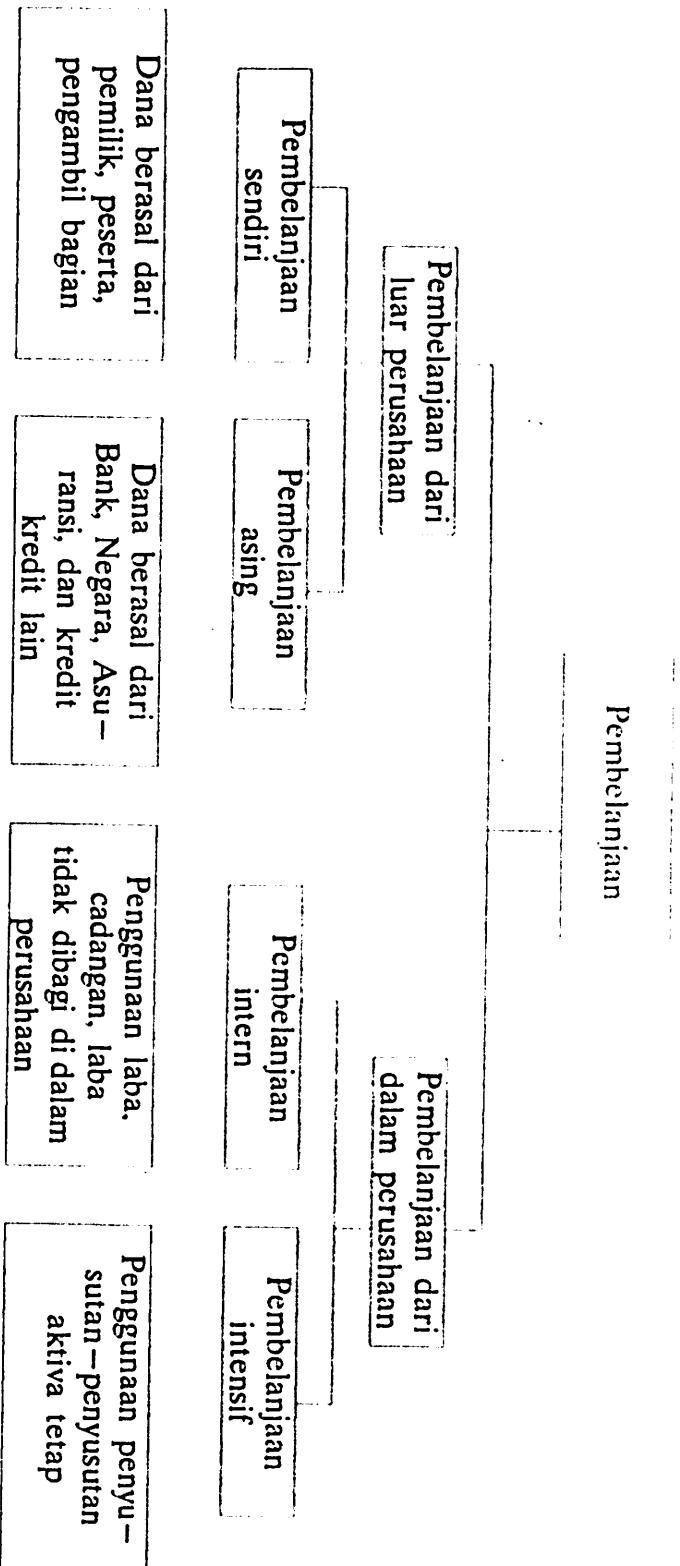 Pembelanjaan
Pembelanjaan dari
luar perusahaan
Pembelanjaan dari
dalam perusahaan
Pembelanjaan
sendiri
Pembelanjaan
asing
Pembelanjaan
intern
Pembelanjaan
intensif
Dana berasal dari
pemilik, peserta,
pengambil bagian
Dana berasal dari
Bank, Negara, Asu—
ransi, dan kredit
kredit lain
Penggunaan laba,
cadangan, laba
tidak dibagi di dalam
perusahaan
Penggunaan penyu—
sutan—penyusutan
aktiva tetap